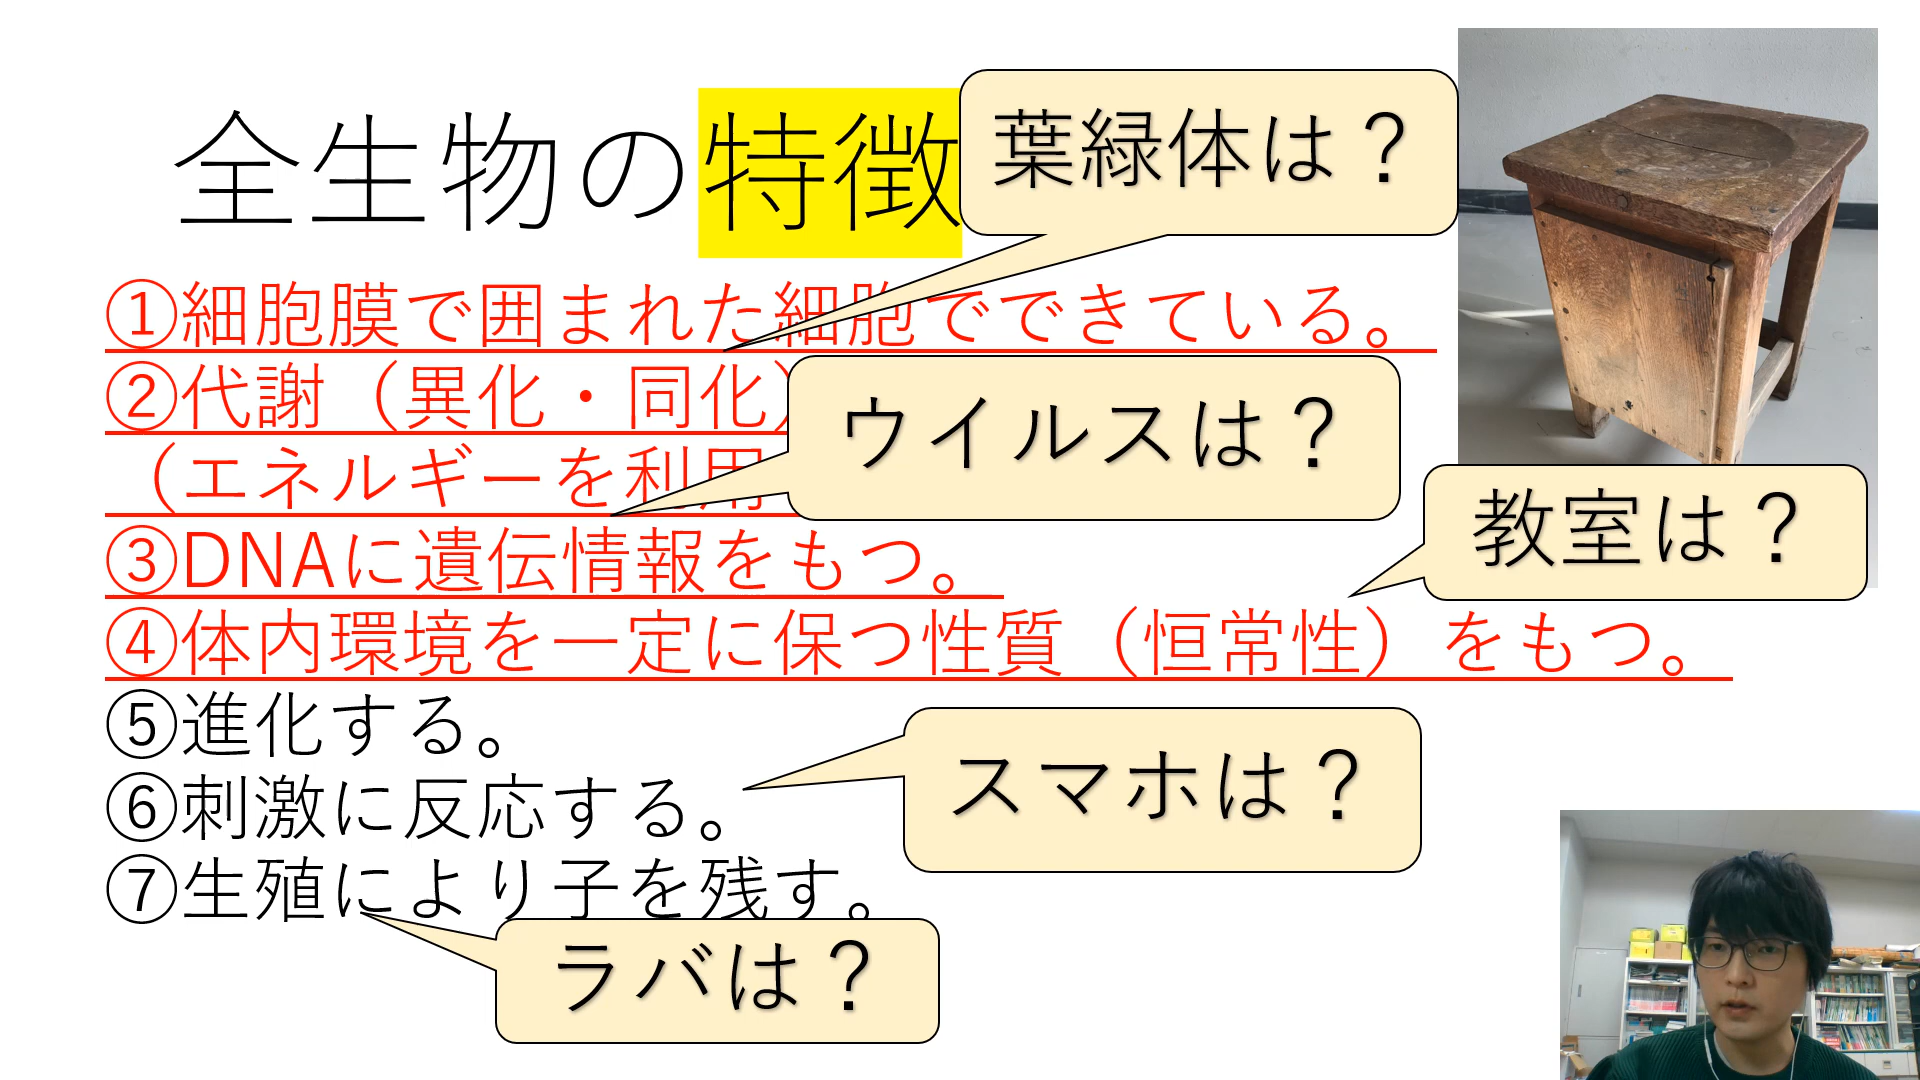 全生物の特徴
葉緑体は？
①細胞膜で囲まれた細胞でできている。
②代謝（異化・同化）
ウイルスは？
（エネルギーを利用
教室は？
③DNAに遺伝情報をもつ。
④体内環境を一定に保つ性質（恒常性）をもつ。
⑤進化する。
スマホは？
⑥刺激に反応する。
⑦生殖により子を残す。
ラバは？